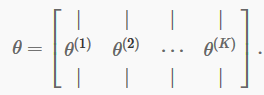 θ = [ | | | |
θ⁽¹⁾ θ⁽²⁾ ⋯ θ⁽ᴷ⁾
| | | | ] .